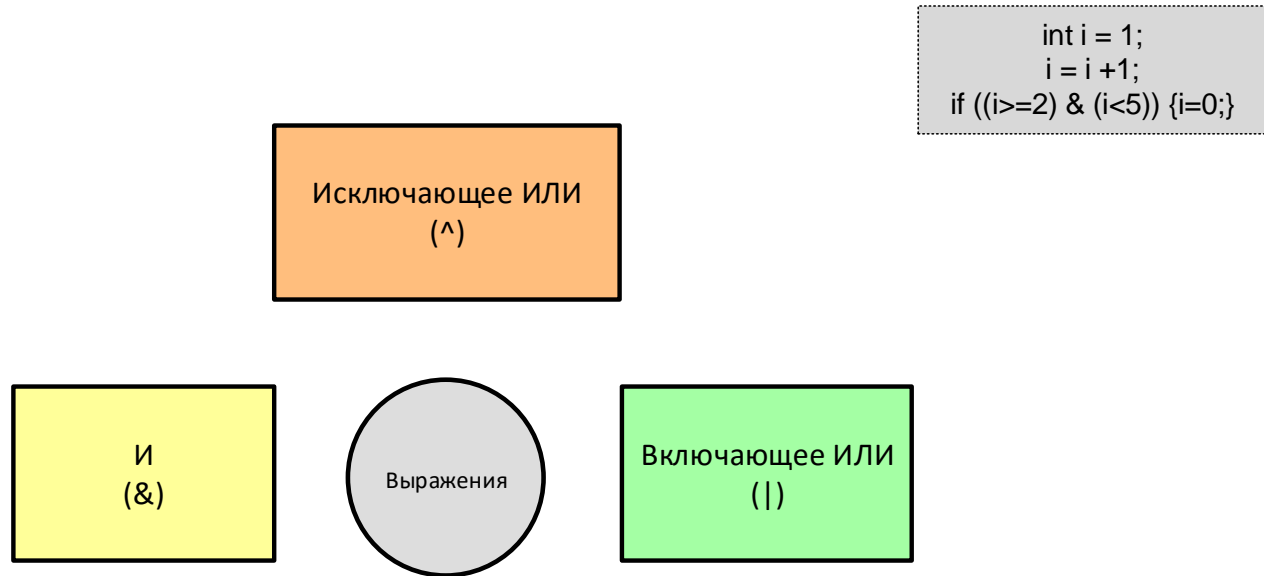 int i = 1;
i = i +1;
if ((i>=2) & (i<5)) {i=0;}
Исключающее ИЛИ
(^)
И
(&)
Выражения
Включающее ИЛИ
(|)